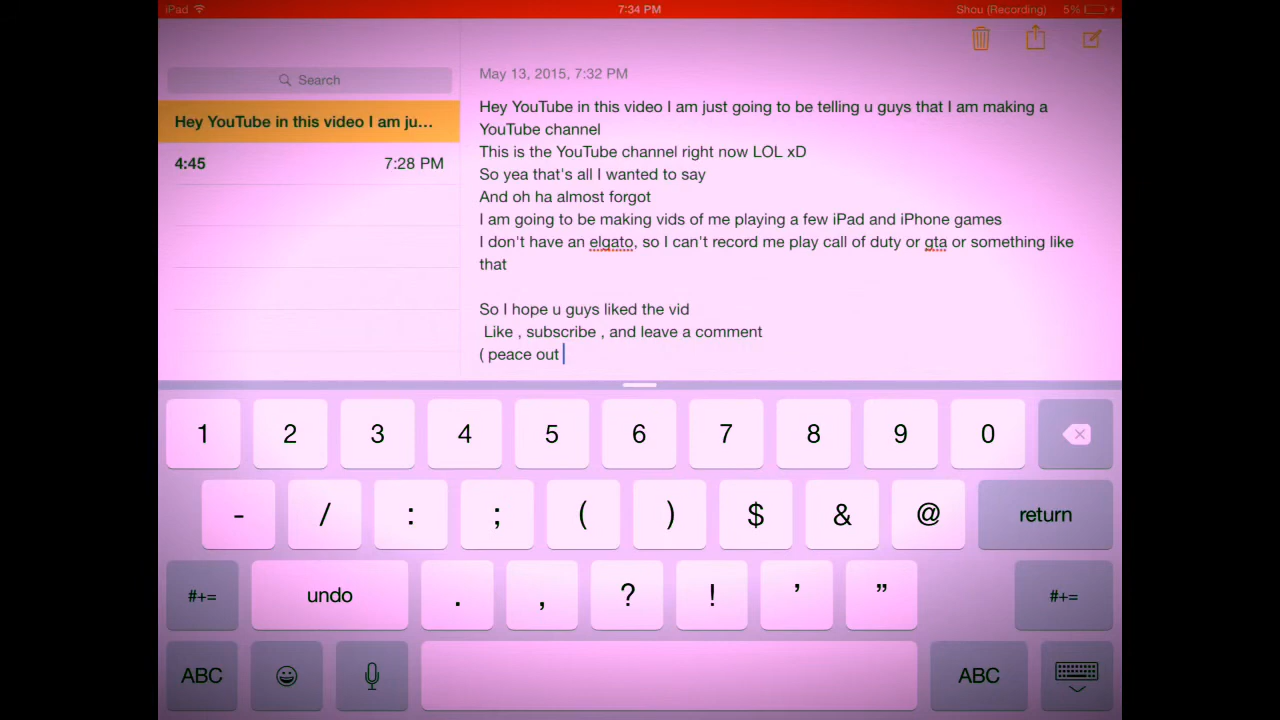 iPad 7:34 PM Shou (Recording) 5%
Search
May 13, 2015, 7:32 PM
Hey YouTube in this video I am ju...
4:45 7:28 PM
Hey YouTube in this video I am just going to be telling u guys that I am making a
YouTube channel
This is the YouTube channel right now LOL xD
So yea that's all I wanted to say
And oh ha almost forgot
I am going to be making vids of me playing a few iPad and iPhone games
I don't have an elgato, so I can't record me play call of duty or gta or something like
that
So I hope u guys liked the vid
Like , subscribe , and leave a comment
( peace out
1 2 3 4 5 6 7 8 9 0
- / : ; ( ) $ & @ return
#+= undo . , ? ! ' " #+=
ABC ABC